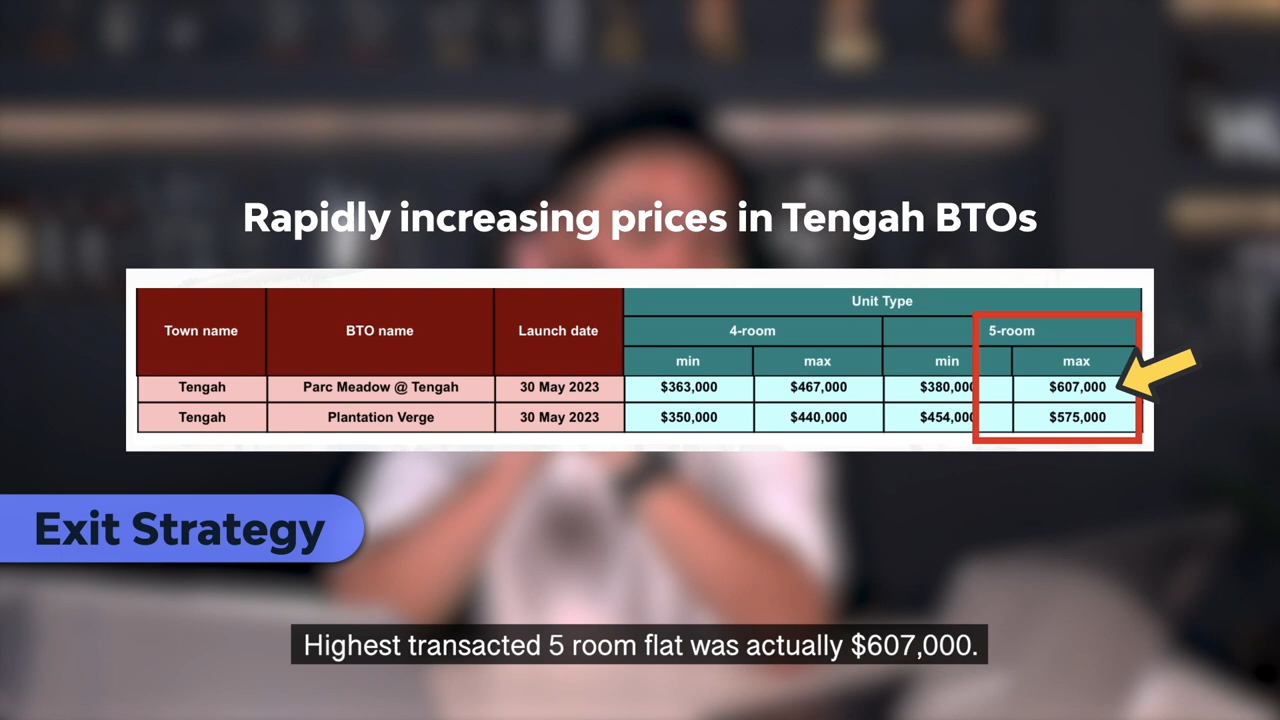 Rapidly increasing prices in Tengah BTOs
Unit Type
Town name BTO name Launch date 4-room 5-room
min max min max
Tengah Parc Meadow @ Tengah 30 May 2023 $363,000 $467,000 $380,000 $607,000
Tengah Plantation Verge 30 May 2023 $350,000 $440,000 $454,000 $575,000
Exit Strategy
Highest transacted 5 room flat was actually $607,000.